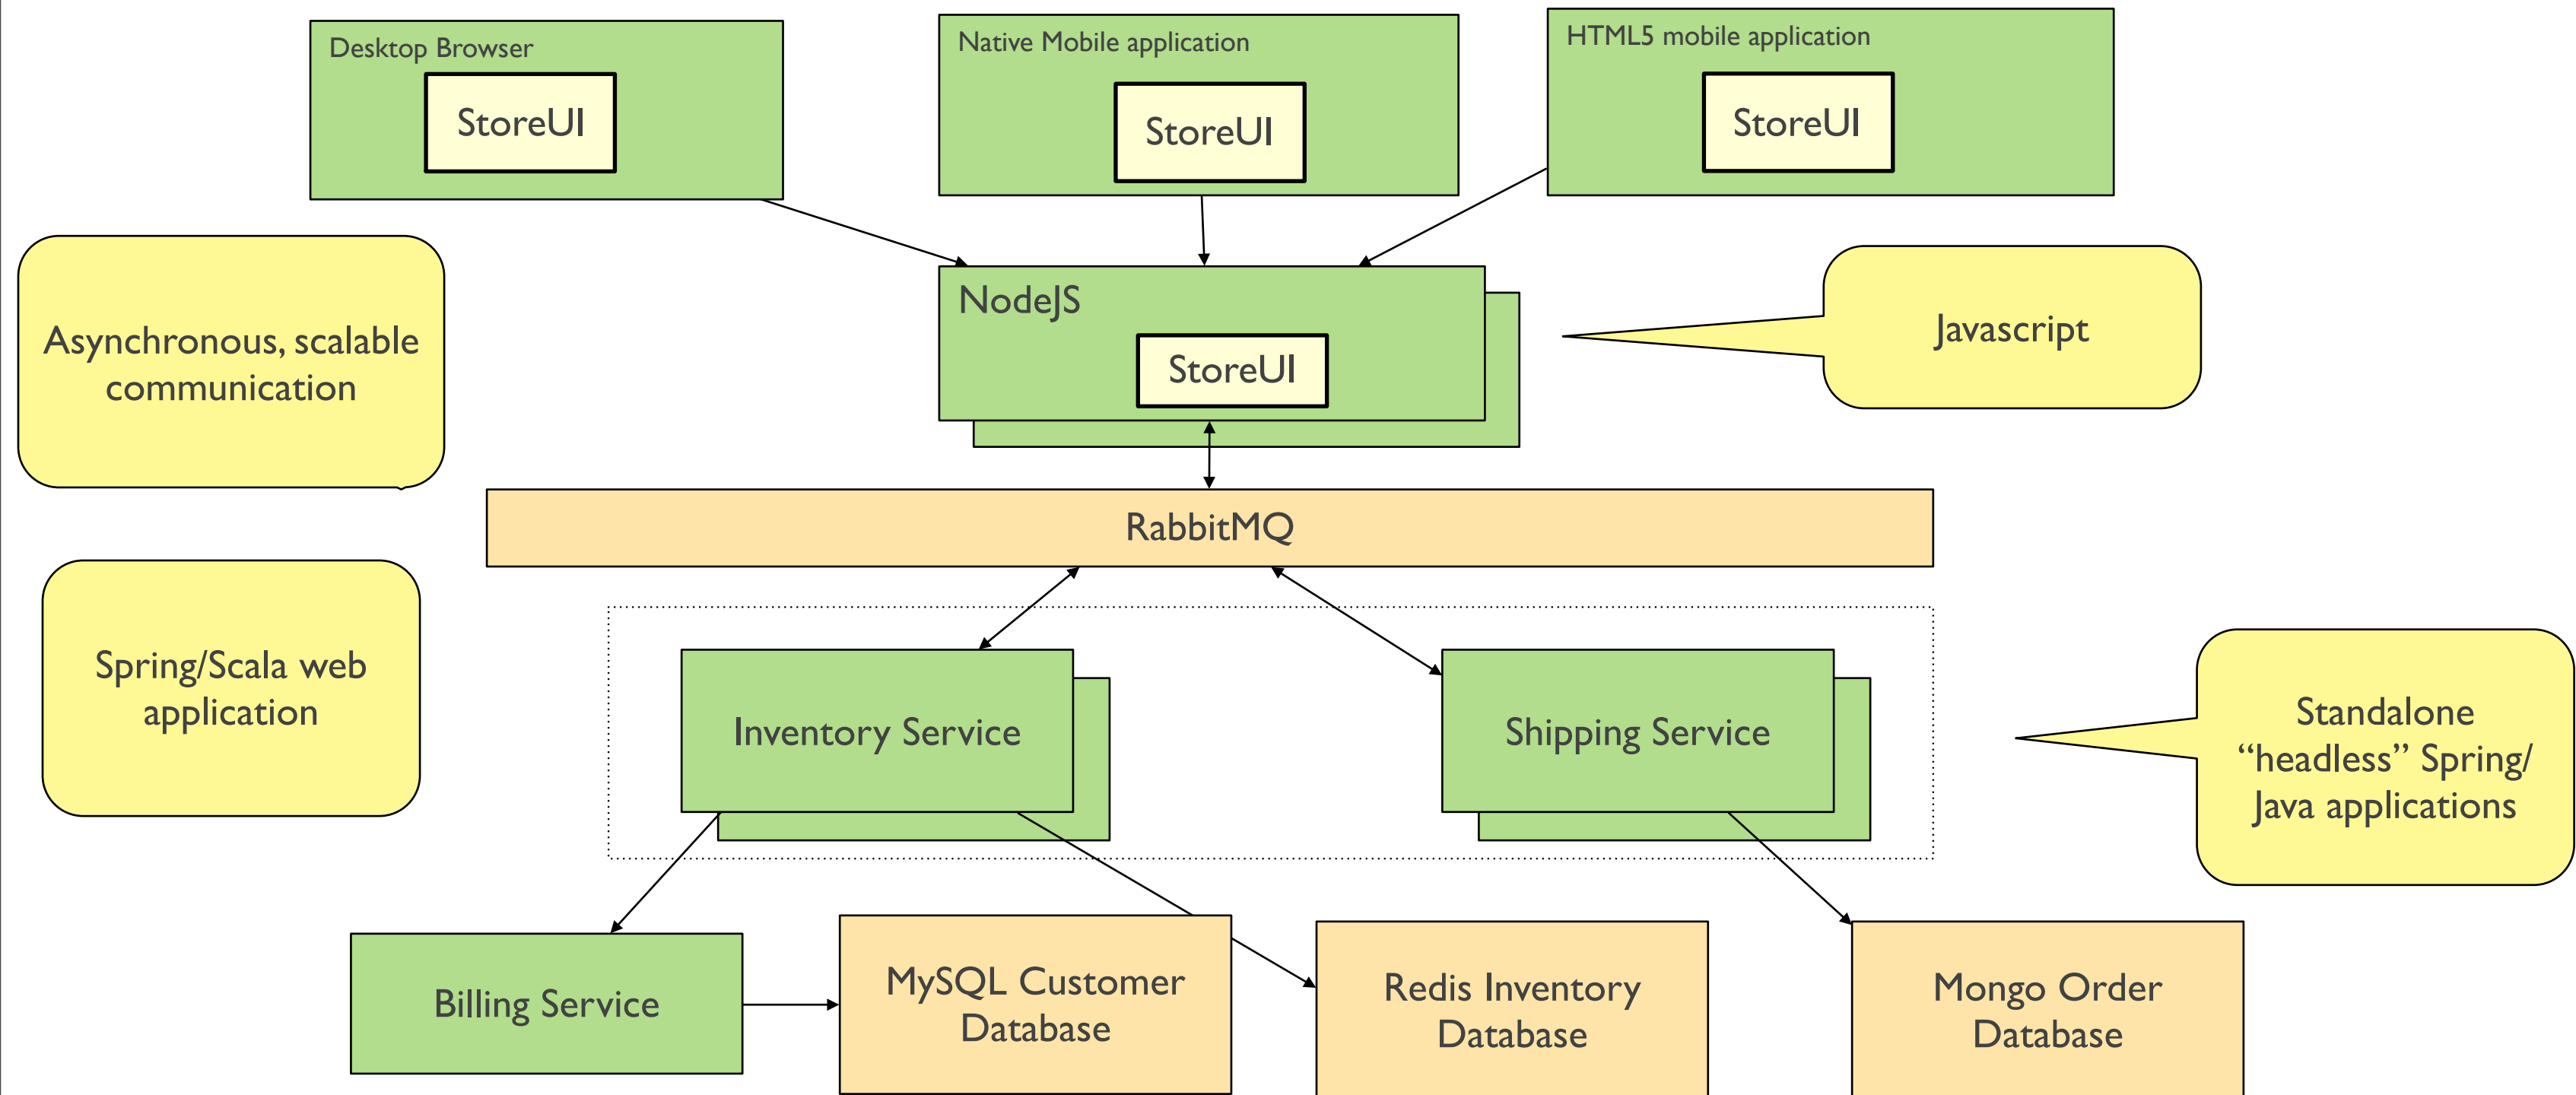 Desktop Browser
StoreUI
Native Mobile application
StoreUI
HTML5 mobile application
StoreUI
Asynchronous, scalable
communication
NodeJS
StoreUI
Javascript
RabbitMQ
Spring/Scala web
application
Inventory Service
Shipping Service
Standalone
“headless” Spring/
Java applications
Billing Service
MySQL Customer
Database
Redis Inventory
Database
Mongo Order
Database